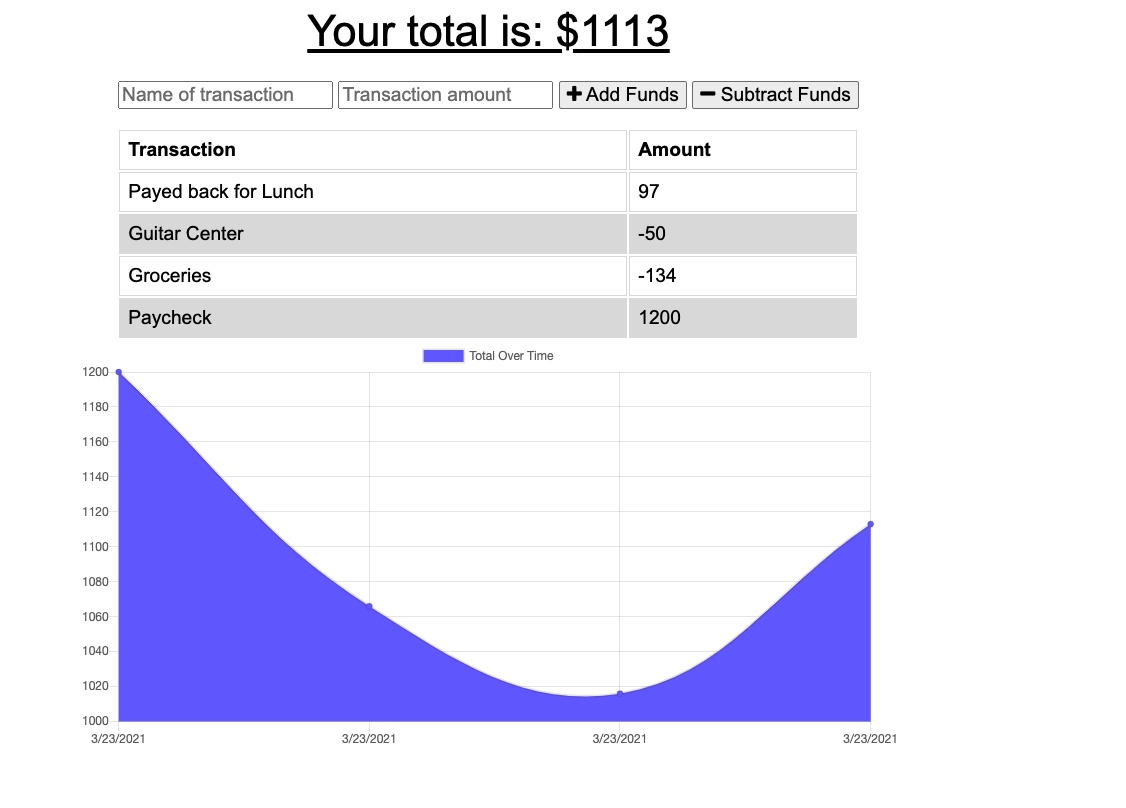 Your total is: $1113
Name of transaction Transaction amount + Add Funds − Subtract Funds
Transaction Amount
Payed back for Lunch 97
Guitar Center -50
Groceries -134
Paycheck 1200
Total Over Time
1200
1180
1160
1140
1120
1100
1080
1060
1040
1020
1000
3/23/2021 3/23/2021 3/23/2021 3/23/2021